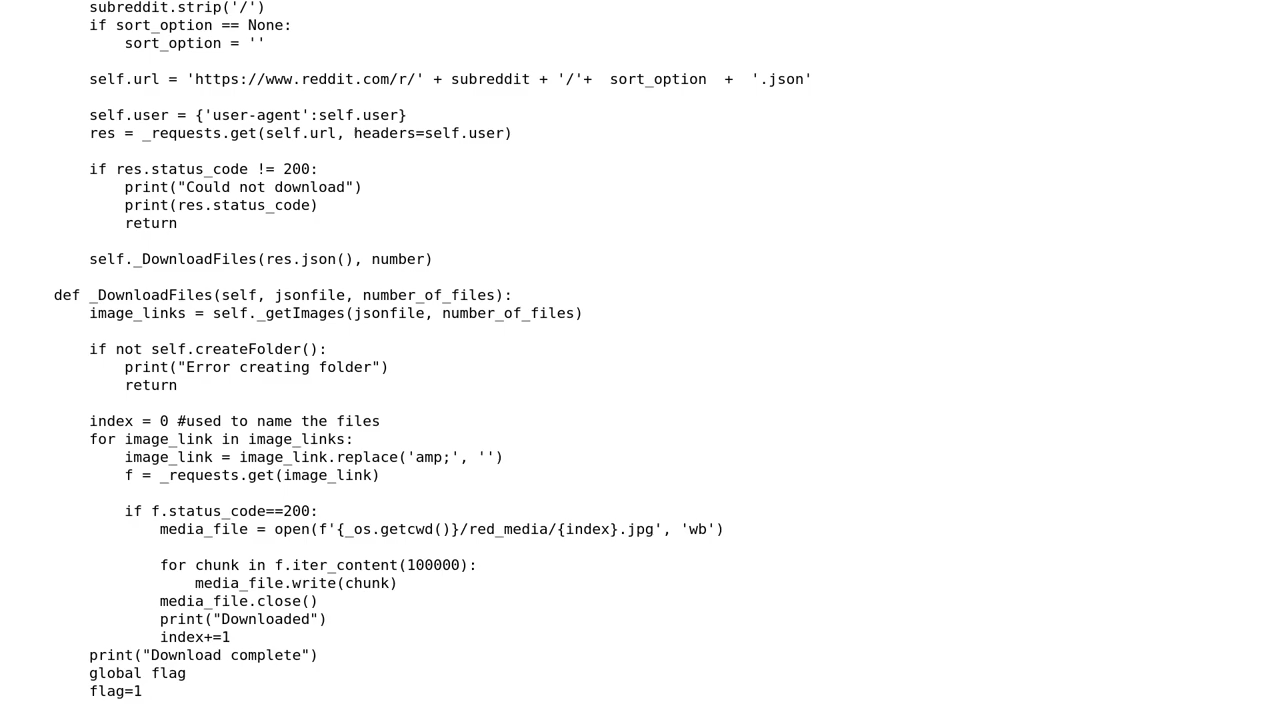 subreddit.strip('/')
if sort_option == None:
sort_option = ''
self.url = 'https://www.reddit.com/r/' + subreddit + '/'+  sort_option  +  '.json'
self.user = {'user-agent':self.user}
res = _requests.get(self.url, headers=self.user)
if res.status_code != 200:
print("Could not download")
print(res.status_code)
return
self._DownloadFiles(res.json(), number)
def _DownloadFiles(self, jsonfile, number_of_files):
image_links = self._getImages(jsonfile, number_of_files)
if not self.createFolder():
print("Error creating folder")
return
index = 0 #used to name the files
for image_link in image_links:
image_link = image_link.replace('amp;', '')
f = _requests.get(image_link)
if f.status_code==200:
media_file = open(f'{_os.getcwd()}/red_media/{index}.jpg', 'wb')
for chunk in f.iter_content(100000):
media_file.write(chunk)
media_file.close()
print("Downloaded")
index+=1
print("Download complete")
global flag
flag=1